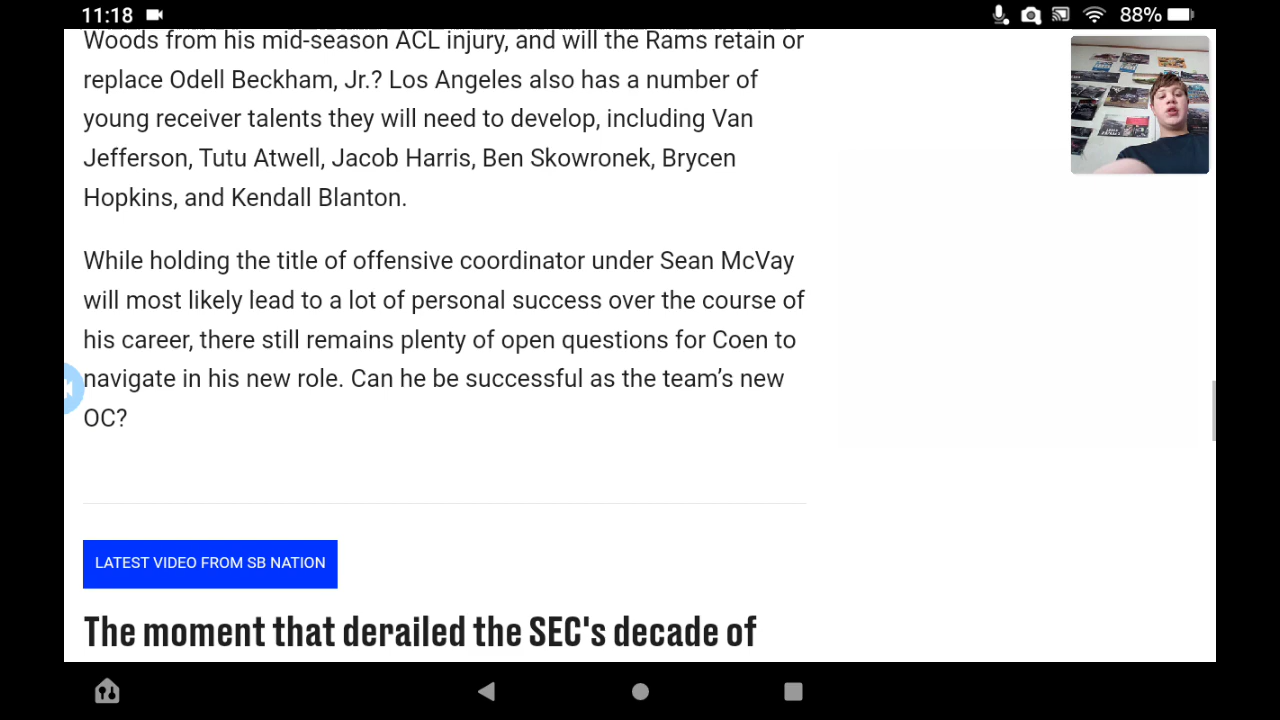 11:18
88%
Woods from his mid-season ACL injury, and will the Rams retain or
replace Odell Beckham, Jr.? Los Angeles also has a number of
young receiver talents they will need to develop, including Van
Jefferson, Tutu Atwell, Jacob Harris, Ben Skowronek, Brycen
Hopkins, and Kendall Blanton.
While holding the title of offensive coordinator under Sean McVay
will most likely lead to a lot of personal success over the course of
his career, there still remains plenty of open questions for Coen to
navigate in his new role. Can he be successful as the team’s new
OC?
LATEST VIDEO FROM SB NATION
The moment that derailed the SEC's decade of